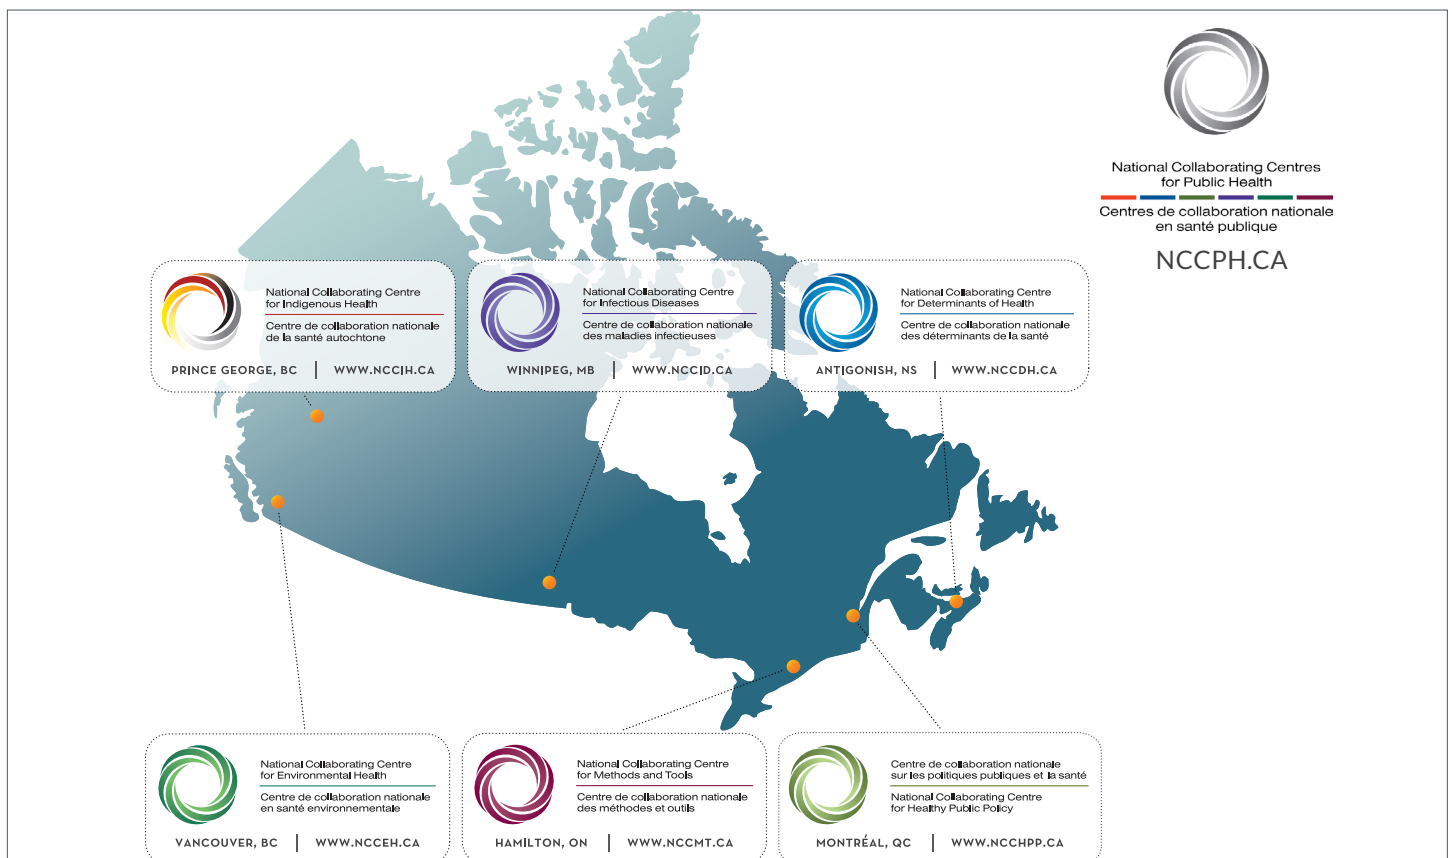 National Collaborating Centres
for Public Health
Centres de collaboration nationale
en santé publique
NCCPH.CA
National Collaborating Centre
for Indigenous Health
Centre de collaboration nationale
de la santé autochtone
PRINCE GEORGE, BC | WWW.NCCIH.CA
National Collaborating Centre
for Infectious Diseases
Centre de collaboration nationale
des maladies infectieuses
WINNIPEG, MB | WWW.NCCID.CA
National Collaborating Centre
for Determinants of Health
Centre de collaboration nationale
des déterminants de la santé
ANTIGONISH, NS | WWW.NCCDH.CA
National Collaborating Centre
for Environmental Health
Centre de collaboration nationale
en santé environnementale
VANCOUVER, BC | WWW.NCCEH.CA
National Collaborating Centre
for Methods and Tools
Centre de collaboration nationale
des méthodes et outils
HAMILTON, ON | WWW.NCCMT.CA
Centre de collaboration nationale
sur les politiques publiques et la santé
National Collaborating Centre
for Healthy Public Policy
MONTRÉAL, QC | WWW.NCCHPP.CA